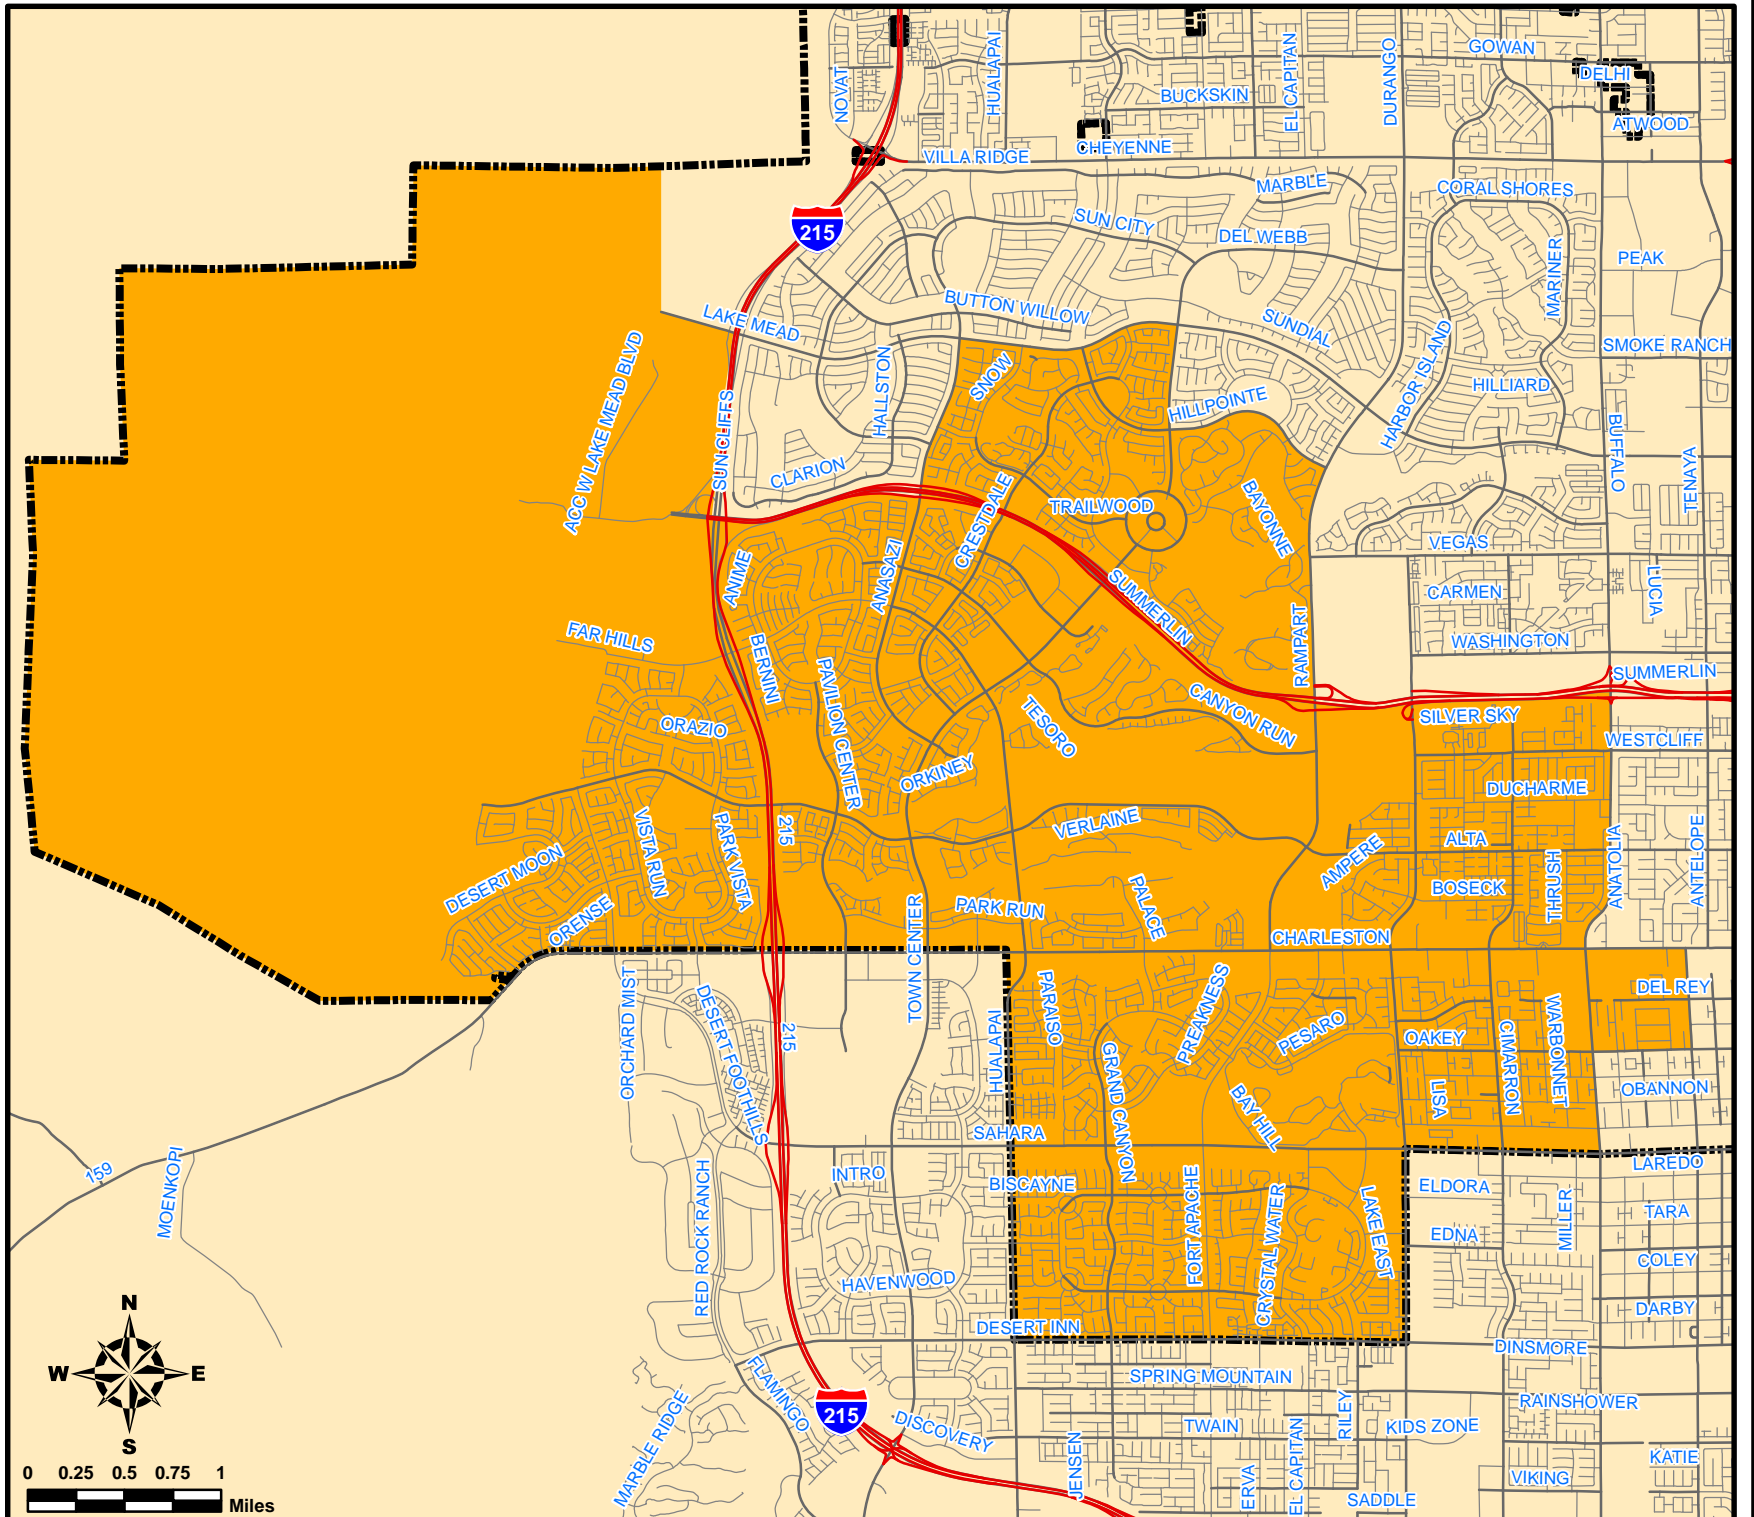 GOWAN
NOVAT
HUALAPAI
EL CAPITAN
DURANGO
DELHI
BUCKSKIN
ATWOOD
VILLA RIDGE
CHEYENNE
MARBLE
CORAL SHORES
215
SUN CITY
DEL WEBB
MARINER
PEAK
LAKE MEAD
BUTTON WILLOW
SUNDIAL
SMOKE RANCH
ACC W LAKE MEAD BLVD
HALLSTON
SNOW
HARBOR ISLAND
HILLIARD
SUN CLIFFS
HILLPOINTE
BUFFALO
TENAYA
CLARION
CRESTDALE
TRAILWOOD
BAYONNE
VEGAS
ANIME
ANASAZI
SUMMERLIN
CARMEN
LUCIA
FAR HILLS
BERNINI
RAMPART
WASHINGTON
SUMMERLIN
PAVILION CENTER
ORAZIO
TESORO
CANYON RUN
SILVER SKY
WESTCLIFF
ORKINEY
DUCHARME
VISTA RUN
PARK VISTA
215
VERLAINE
AMPERE
ALTA
ANATOLIA
ANTELOPE
DESERT MOON
BOSECK
THRUSH
ORENSE
TOWN CENTER
PARK RUN
PALACE
CHARLESTON
ORCHARD MIST
DESERT FOOTHILLS
215
HUALAPAI
PARAISO
PREAKNESS
PESARO
DEL REY
OAKEY
CIMARRON
WARBONNET
GRAND CANYON
BAY HILL
LISA
OBANNON
SAHARA
159
MOENKOPI
RED ROCK RANCH
INTRO
BISCAYNE
FORT APACHE
CRYSTAL WATER
LAKE EAST
LAREDO
ELDORA
MILLER
TARA
EDNA
COLEY
HAVENWOOD
DARBY
DESERT INN
DINSMORE
N
W
E
S
FLAMINGO
SPRING MOUNTAIN
MARBLE RIDGE
215
DISCOVERY
RAINSHOWER
TWAIN
RILEY
KIDS ZONE
JENSEN
ERVA
EL CAPITAN
KATIE
VIKING
SADDLE
0 0.25 0.5 0.75 1
Miles